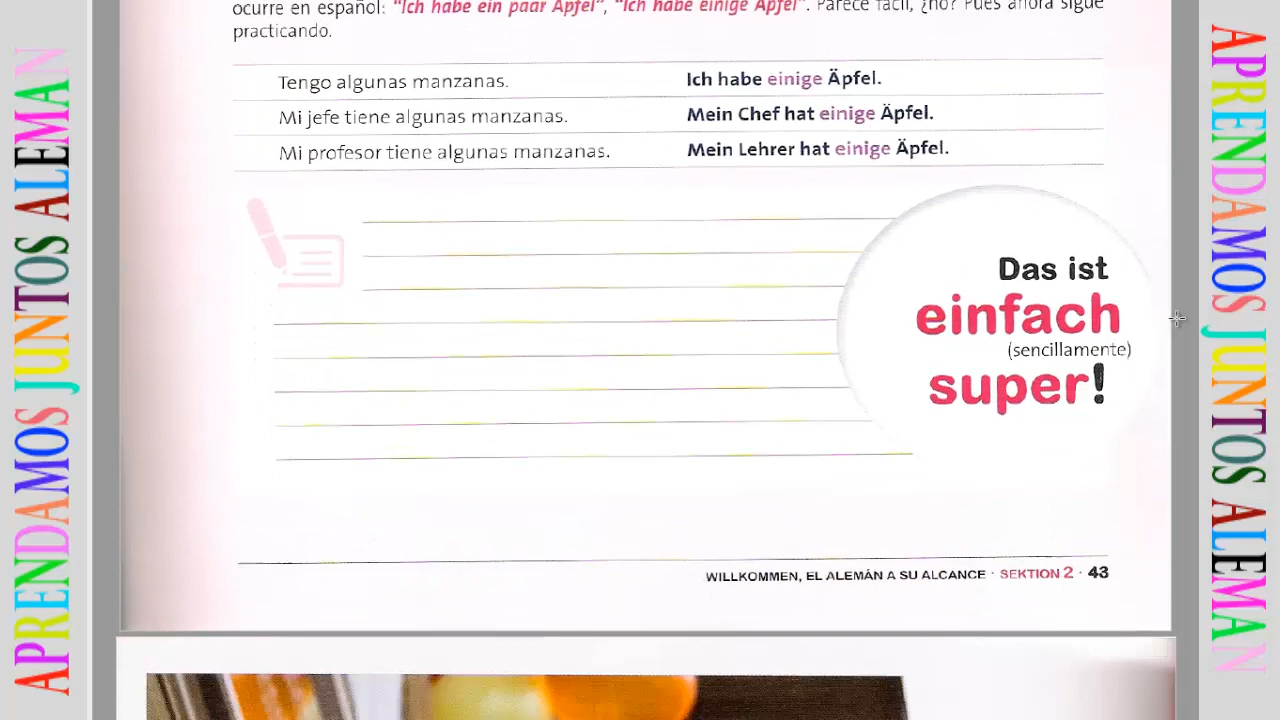 ocurre en español: "Ich habe ein paar Äpfel", "Ich habe einige Äpfel". Parece fácil, ¿no? Pues ahora sigue
practicando.
Tengo algunas manzanas. Ich habe einige Äpfel.
Mi jefe tiene algunas manzanas. Mein Chef hat einige Äpfel.
Mi profesor tiene algunas manzanas. Mein Lehrer hat einige Äpfel.
Das ist
einfach
(sencillamente)
super!
WILLKOMMEN, EL ALEMÁN A SU ALCANCE · SEKTION 2 · 43
APRENDAMOS JUNTOS ALEMAN
APRENDAMOS JUNTOS ALEMAN